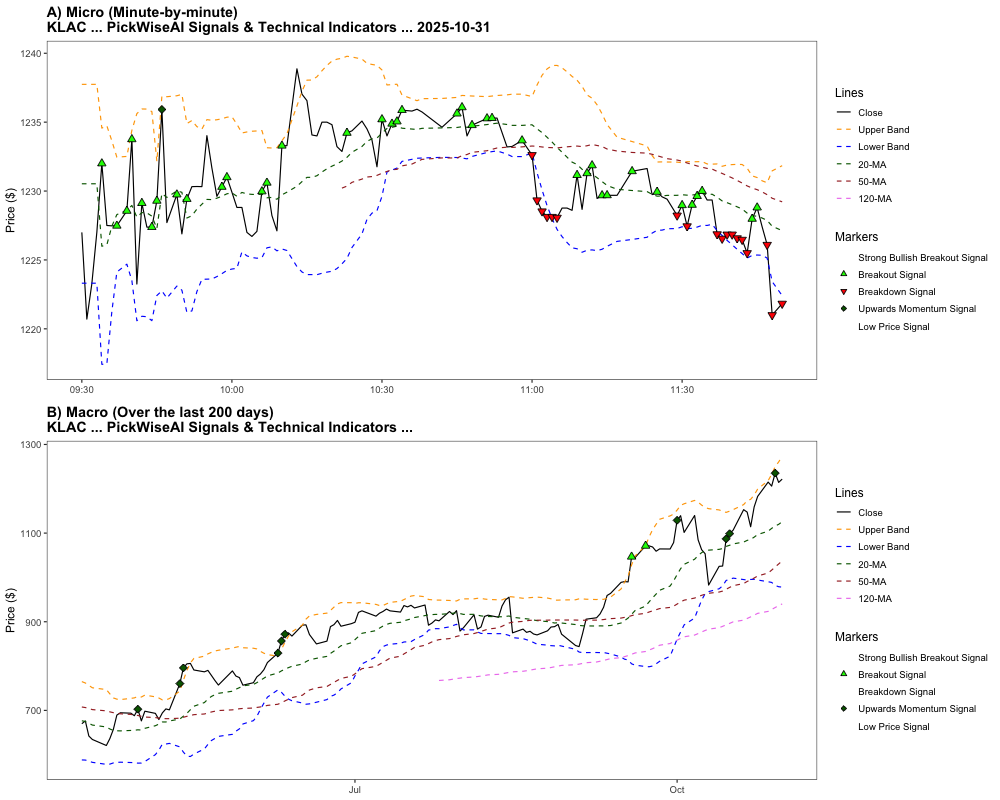 A) Micro (Minute-by-minute)
KLAC ... PickWiseAI Signals & Technical Indicators ... 2025-10-31
Price ($)
1240
1235
1230
1225
1220
09:30
10:00
10:30
11:00
11:30
Lines
Close
Upper Band
Lower Band
20-MA
50-MA
120-MA
Markers
Strong Bullish Breakout Signal
Breakout Signal
Breakdown Signal
Upwards Momentum Signal
Low Price Signal
B) Macro (Over the last 200 days)
KLAC ... PickWiseAI Signals & Technical Indicators ...
Price ($)
1300
1100
900
700
Jul
Oct
Lines
Close
Upper Band
Lower Band
20-MA
50-MA
120-MA
Markers
Strong Bullish Breakout Signal
Breakout Signal
Breakdown Signal
Upwards Momentum Signal
Low Price Signal